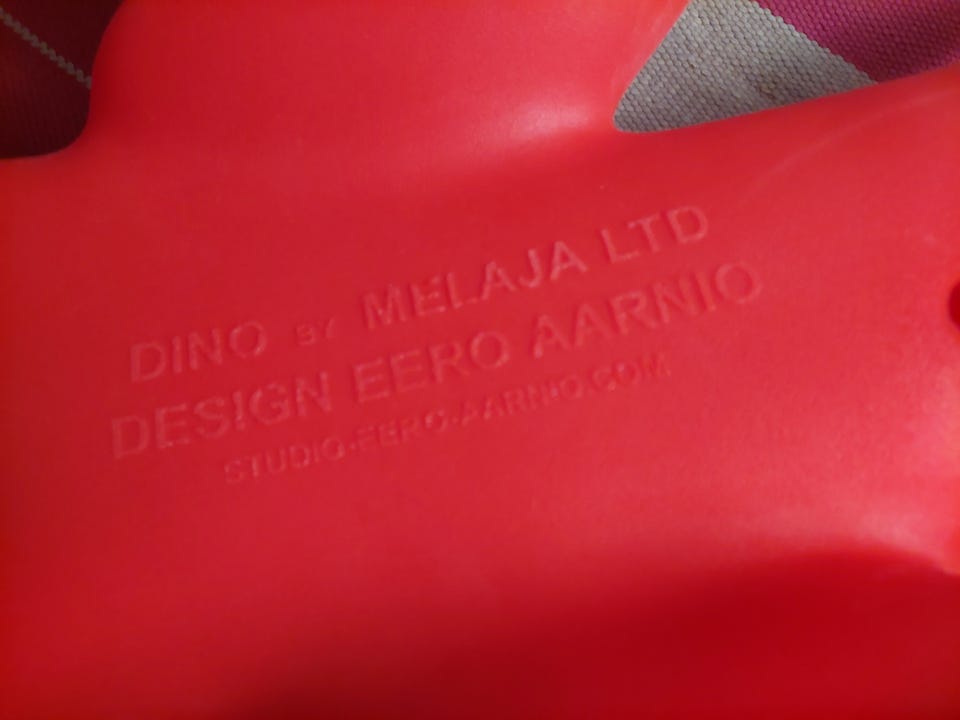 DINO BY MELAJA LTD
DESIGN EERO AARNIO
STUDIO-EERO-AARNIO.COM